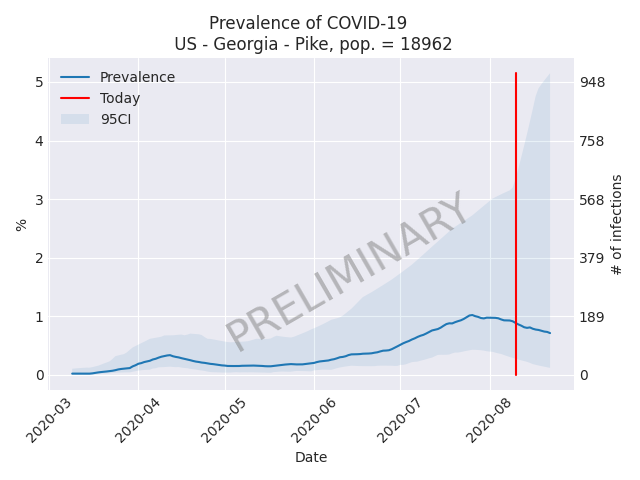 Prevalence of COVID-19
US - Georgia - Pike, pop. = 18962
Prevalence
Today
95CI
PRELIMINARY
5
4
3
2
1
0
%
948
758
568
379
189
0
# of infections
2020-03
2020-04
2020-05
2020-06
2020-07
2020-08
Date